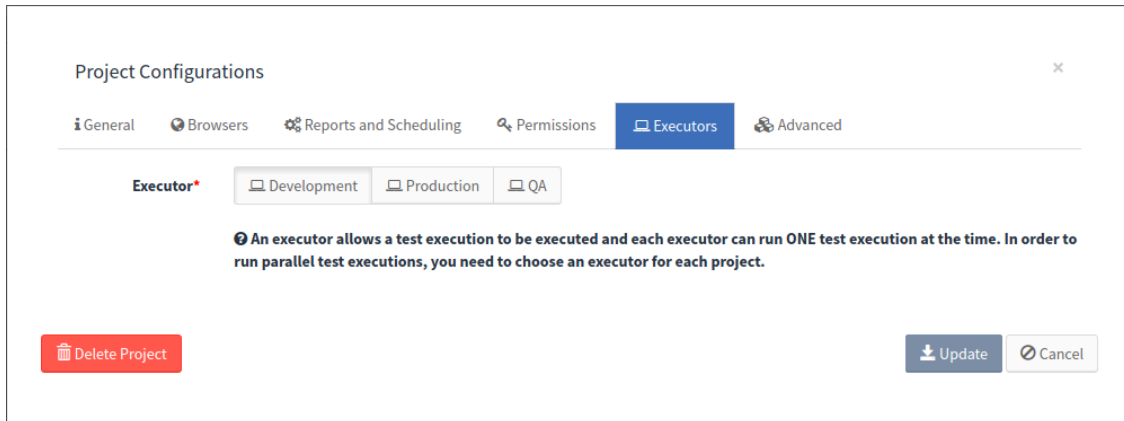 Project Configurations ×
General Browsers Reports and Scheduling Permissions Executors Advanced
Executor* Development Production QA
An executor allows a test execution to be executed and each executor can run ONE test execution at the time. In order to
run parallel test executions, you need to choose an executor for each project.
Delete Project Update Cancel